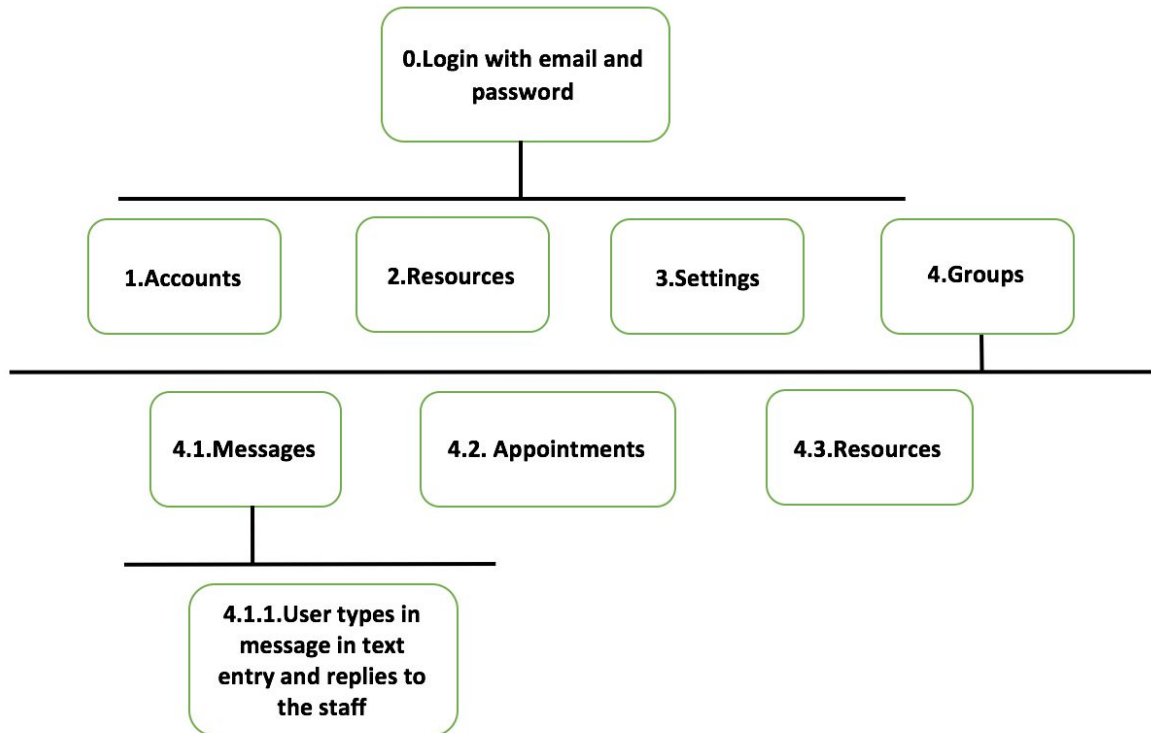 0.Login with email and
password
1.Accounts
2.Resources
3.Settings
4.Groups
4.1.Messages
4.2. Appointments
4.3.Resources
4.1.1.User types in
message in text
entry and replies to
the staff